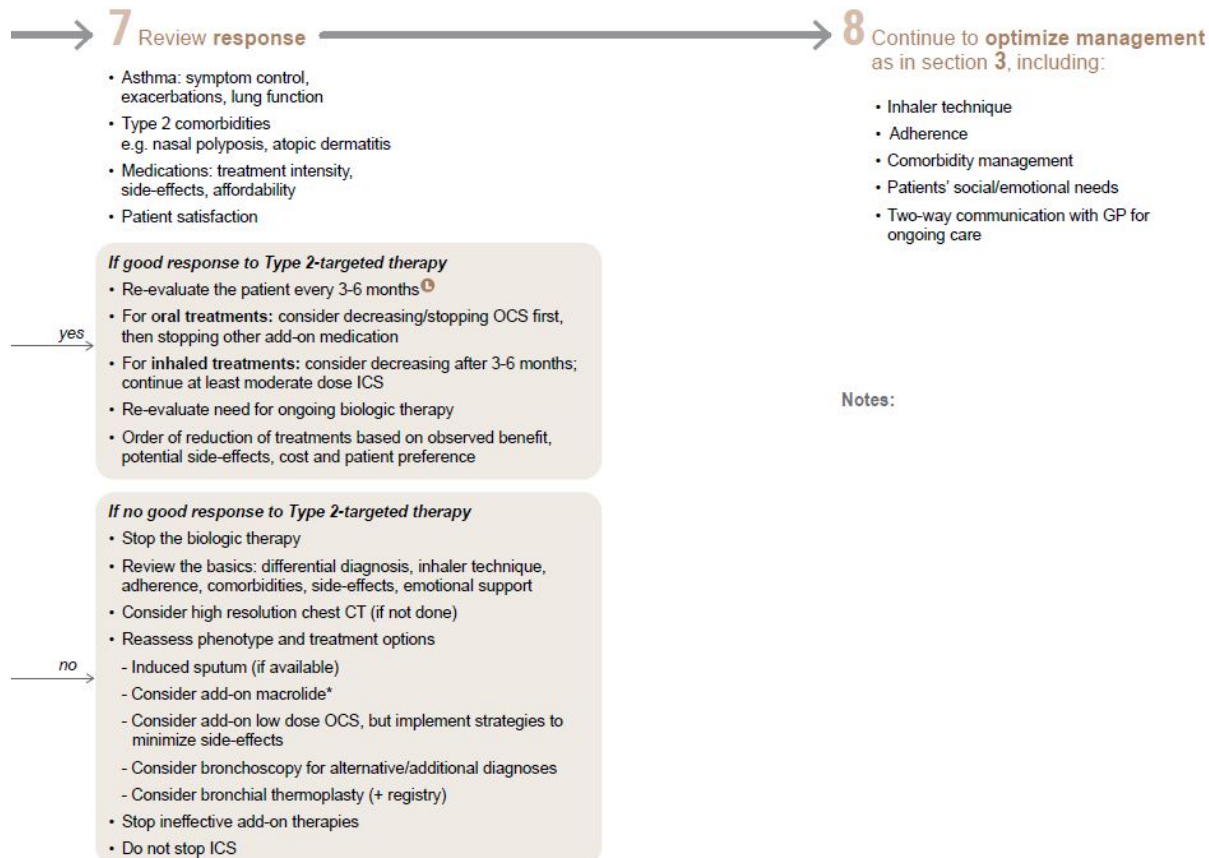 7 Review response
• Asthma: symptom control,
exacerbations, lung function
• Type 2 comorbidities
e.g. nasal polyposis, atopic dermatitis
• Medications: treatment intensity,
side-effects, affordability
• Patient satisfaction
yes
If good response to Type 2-targeted therapy
• Re-evaluate the patient every 3-6 months L
• For oral treatments: consider decreasing/stopping OCS first,
then stopping other add-on medication
• For inhaled treatments: consider decreasing after 3-6 months;
continue at least moderate dose ICS
• Re-evaluate need for ongoing biologic therapy
• Order of reduction of treatments based on observed benefit,
potential side-effects, cost and patient preference
no
If no good response to Type 2-targeted therapy
• Stop the biologic therapy
• Review the basics: differential diagnosis, inhaler technique,
adherence, comorbidities, side-effects, emotional support
• Consider high resolution chest CT (if not done)
• Reassess phenotype and treatment options
- Induced sputum (if available)
- Consider add-on macrolide*
- Consider add-on low dose OCS, but implement strategies to
minimize side-effects
- Consider bronchoscopy for alternative/additional diagnoses
- Consider bronchial thermoplasty (+ registry)
• Stop ineffective add-on therapies
• Do not stop ICS
8 Continue to optimize management
as in section 3, including:
• Inhaler technique
• Adherence
• Comorbidity management
• Patients' social/emotional needs
• Two-way communication with GP for
ongoing care
Notes: